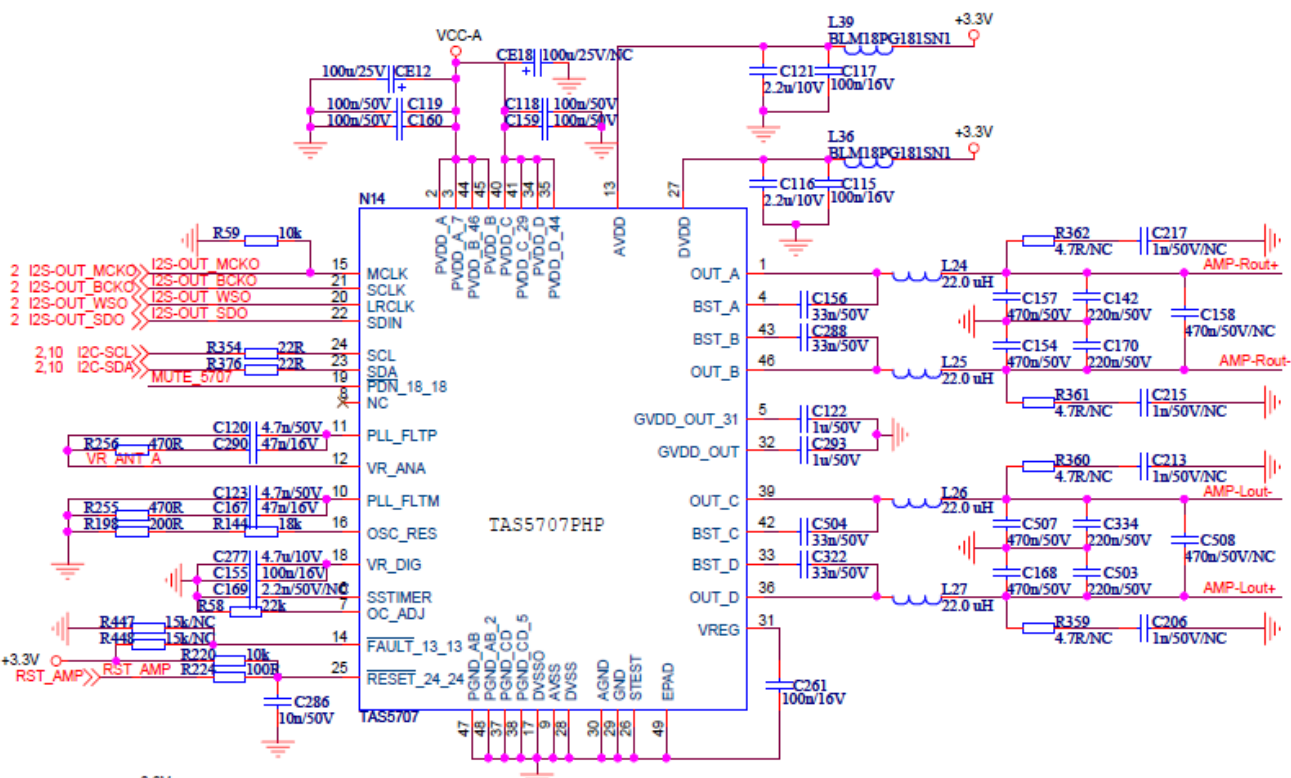 L39
BLM18PG181SN1
+3.3V
VCC-A
CE18 100u/25V/NC
100u/25V CE12
C121
2.2u/10V
C117
100n/16V
100n/50V C119
100n/50V C160
C118 100n/50V
C159 100n/50V
L36
BLM18PG181SN1
+3.3V
C116
2.2u/10V
C115
100n/16V
2 3 44 45 40 41 34 35 13 27
N14
PVDD_A
PVDD_A_7
PVDD_B_46
PVDD_B
PVDD_C
PVDD_C_29
PVDD_D
PVDD_D_44
AVDD
DVDD
R59 10k
2 I2S-OUT_MCKO I2S-OUT_MCKO 15 MCLK
2 I2S-OUT_BCKO I2S-OUT_BCKO 21 SCLK
2 I2S-OUT_WSO I2S-OUT_WSO 20 LRCLK
2 I2S-OUT_SDO I2S-OUT_SDO 22 SDIN
2,10 I2C-SCL R354 22R 24 SCL
2,10 I2C-SDA R376 22R 23 SDA
MUTE_5707 19 PDN_18_18
8 NC
C120 4.7n/50V 11 PLL_FLTP
R256 470R C290 47n/16V
VR_ANT_A 12 VR_ANA
C123 4.7n/50V 10 PLL_FLTM
R255 470R C167 47n/16V
R198 200R R144 18k 16 OSC_RES
C277 4.7u/10V 18 VR_DIG
C155 100n/16V
C169 2.2n/50V/NC 6 SSTIMER
R58 22k 7 OC_ADJ
R447 15k/NC
R448 15k/NC 14 FAULT_13_13
+3.3V R220 10k
RST_AMP RST_AMP R224 100R 25 RESET_24_24
C286
10n/50V
TAS5707
TAS5707PHP
OUT_A 1
BST_A 4
BST_B 43
OUT_B 46
GVDD_OUT_31 5
GVDD_OUT 32
OUT_C 39
BST_C 42
BST_D 33
OUT_D 36
VREG 31
C156
33n/50V
C288
33n/50V
L24
22.0 uH
L25
22.0 uH
R362
4.7R/NC
C217
1n/50V/NC
AMP-Rout+
C157
470n/50V
C142
220n/50V
C158
470n/50V/NC
C154
470n/50V
C170
220n/50V
AMP-Rout-
R361
4.7R/NC
C215
1n/50V/NC
C122
1u/50V
C293
1u/50V
R360
4.7R/NC
C213
1n/50V/NC
AMP-Lout-
L26
22.0 uH
C504
33n/50V
C322
33n/50V
C507
470n/50V
C334
220n/50V
C508
470n/50V/NC
C168
470n/50V
C503
220n/50V
AMP-Lout+
L27
22.0 uH
R359
4.7R/NC
C206
1n/50V/NC
C261
100n/16V
PGND_AB
PGND_AB_2
PGND_CD
PGND_CD_5
DVSSO
AVSS
DVSS
AGND
GND
STEST
EPAD
47 48 37 38 17 9 28 30 29 26 49